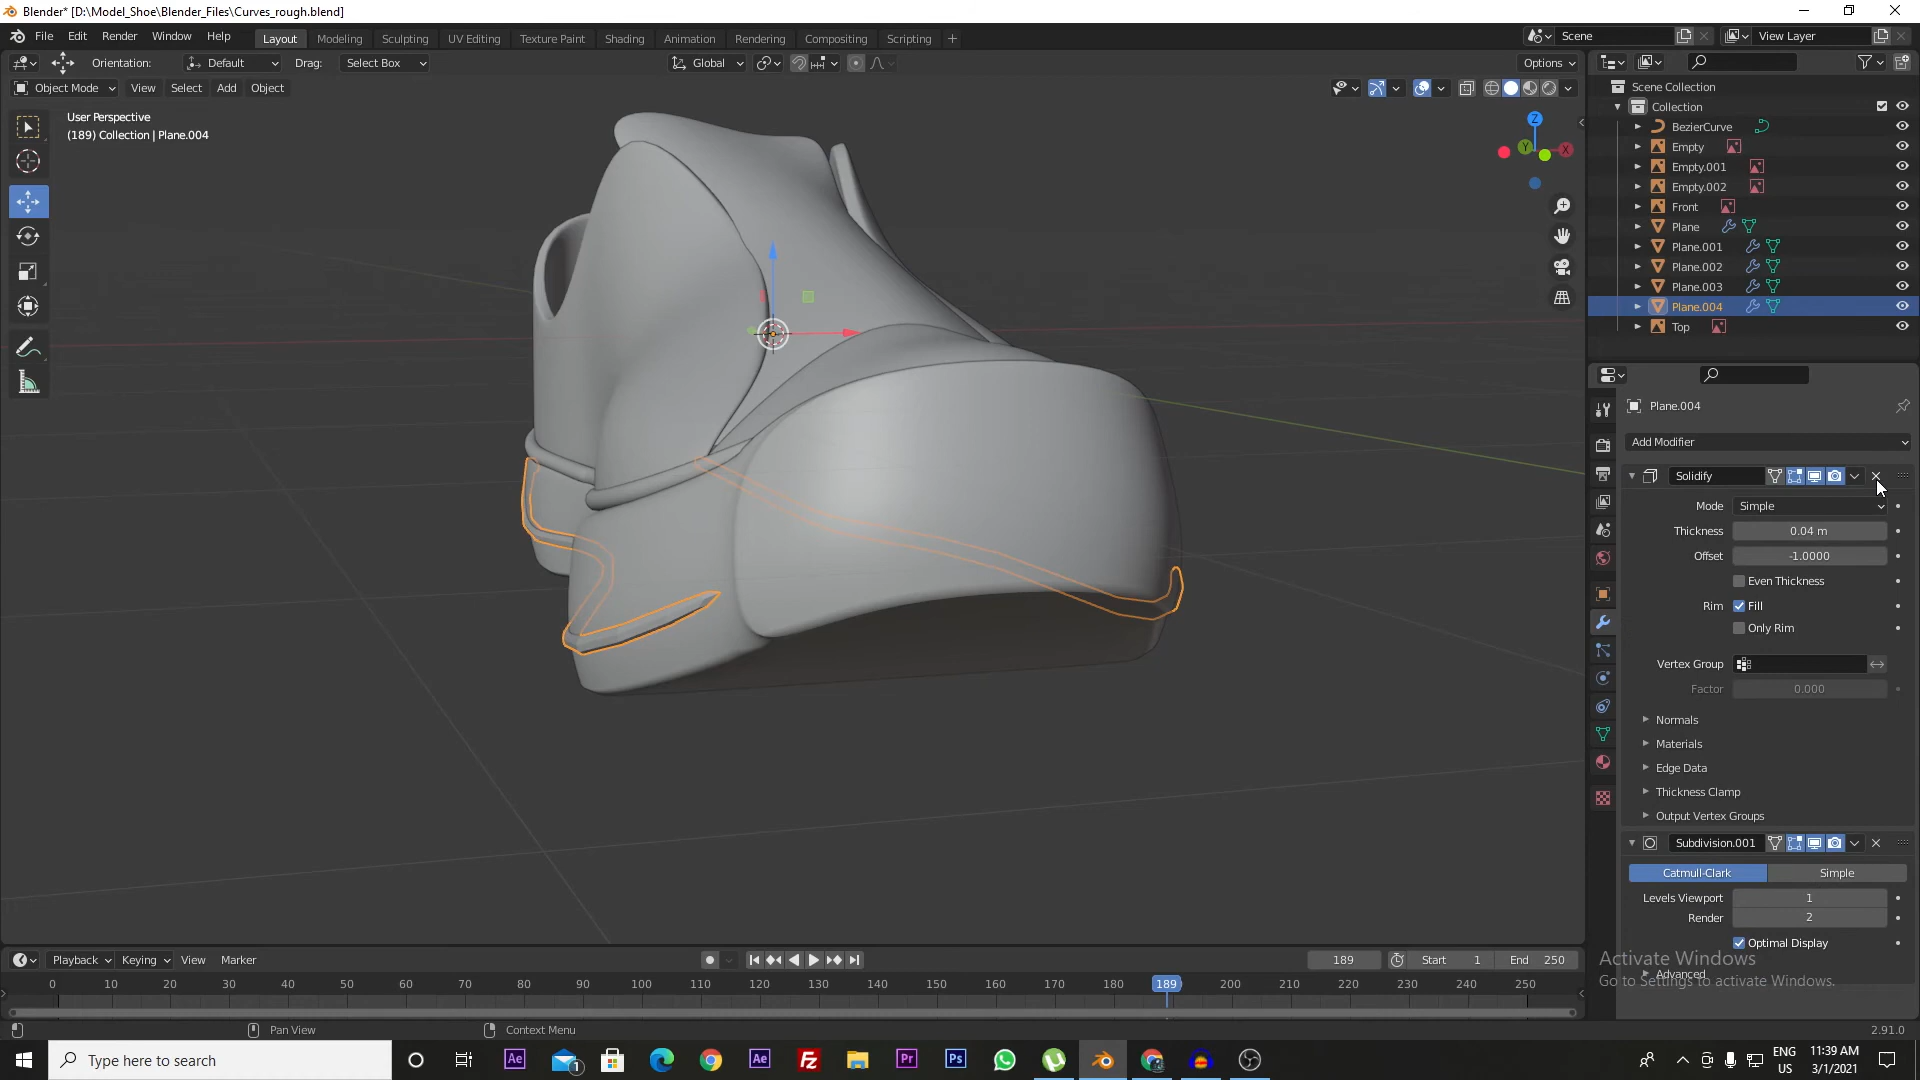 Blender* [D:\Model_Shoe\Blender_Files\Curves_rough.blend]
File Edit Render Window Help Layout Modeling Sculpting UV Editing Texture Paint Shading Animation Rendering Compositing Scripting + Scene View Layer
Orientation: Default Drag: Select Box Global Options
Object Mode View Select Add Object
User Perspective
(189) Collection | Plane.004
Z
Y
X
Scene Collection
Collection
BezierCurve
Empty
Empty.001
Empty.002
Front
Plane
Plane.001
Plane.002
Plane.003
Plane.004
Top
Plane.004
Add Modifier
Solidify
Mode Simple
Thickness 0.04 m
Offset -1.0000
Even Thickness
Rim Fill
Only Rim
Vertex Group
Factor 0.000
Normals
Materials
Edge Data
Thickness Clamp
Output Vertex Groups
Subdivision.001
Catmull-Clark Simple
Levels Viewport 1
Render 2
Optimal Display
Advanced
Activate Windows
Go to Settings to activate Windows.
Playback Keying View Marker 189 Start 1 End 250
0 10 20 30 40 50 60 70 80 90 100 110 120 130 140 150 160 170 180 189 200 210 220 230 240 250
Pan View Context Menu 2.91.0
Type here to search Ae 1 Ae Fz Pr Ps ENG US 11:39 AM 3/1/2021